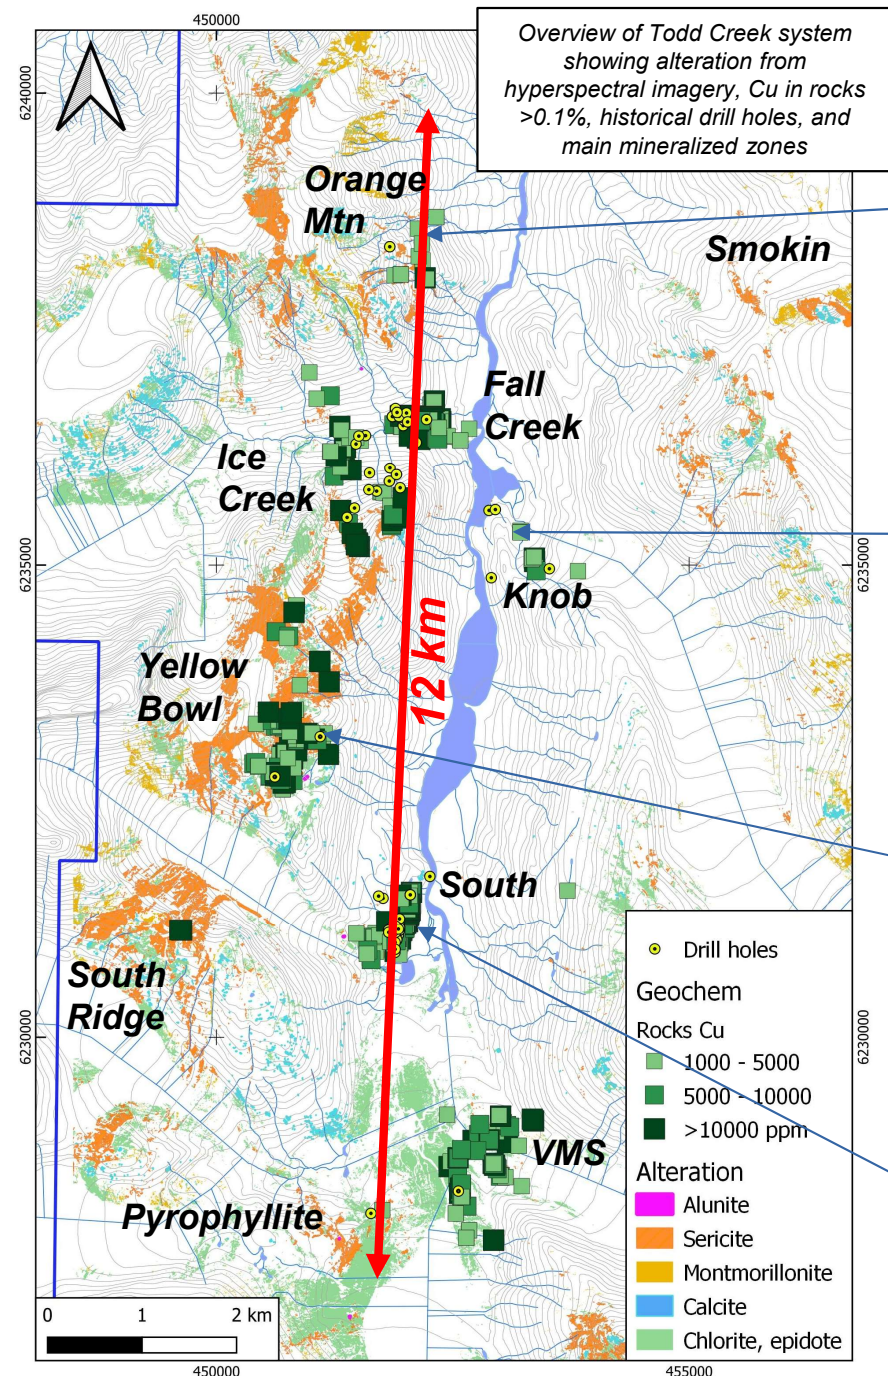 450000
Overview of Todd Creek system
showing alteration from
hyperspectral imagery, Cu in rocks
>0.1%, historical drill holes, and
main mineralized zones
6240000
Orange
Mtn
Smokin
Fall
Creek
Ice
Creek
6235000
6235000
Knob
12 km
Yellow
Bowl
South
South
Ridge
6230000
6230000
VMS
Pyrophyllite
Drill holes
Geochem
Rocks Cu
1000 - 5000
5000 - 10000
>10000 ppm
Alteration
Alunite
Sericite
Montmorillonite
Calcite
Chlorite, epidote
0 1 2 km
450000
455000